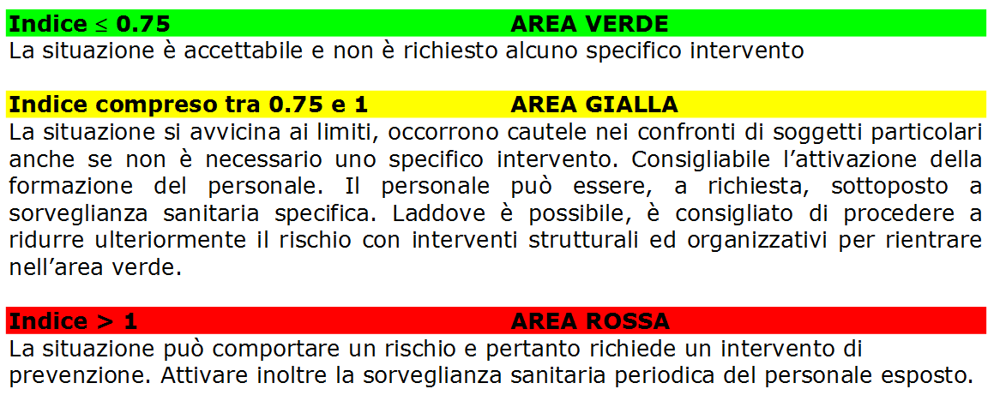 Indice ≤ 0.75 AREA VERDE
La situazione è accettabile e non è richiesto alcuno specifico intervento
Indice compreso tra 0.75 e 1 AREA GIALLA
La situazione si avvicina ai limiti, occorrono cautele nei confronti di soggetti particolari
anche se non è necessario uno specifico intervento. Consigliabile l’attivazione della
formazione del personale. Il personale può essere, a richiesta, sottoposto a
sorveglianza sanitaria specifica. Laddove è possibile, è consigliato di procedere a
ridurre ulteriormente il rischio con interventi strutturali ed organizzativi per rientrare
nell’area verde.
Indice > 1 AREA ROSSA
La situazione può comportare un rischio e pertanto richiede un intervento di
prevenzione. Attivare inoltre la sorveglianza sanitaria periodica del personale esposto.